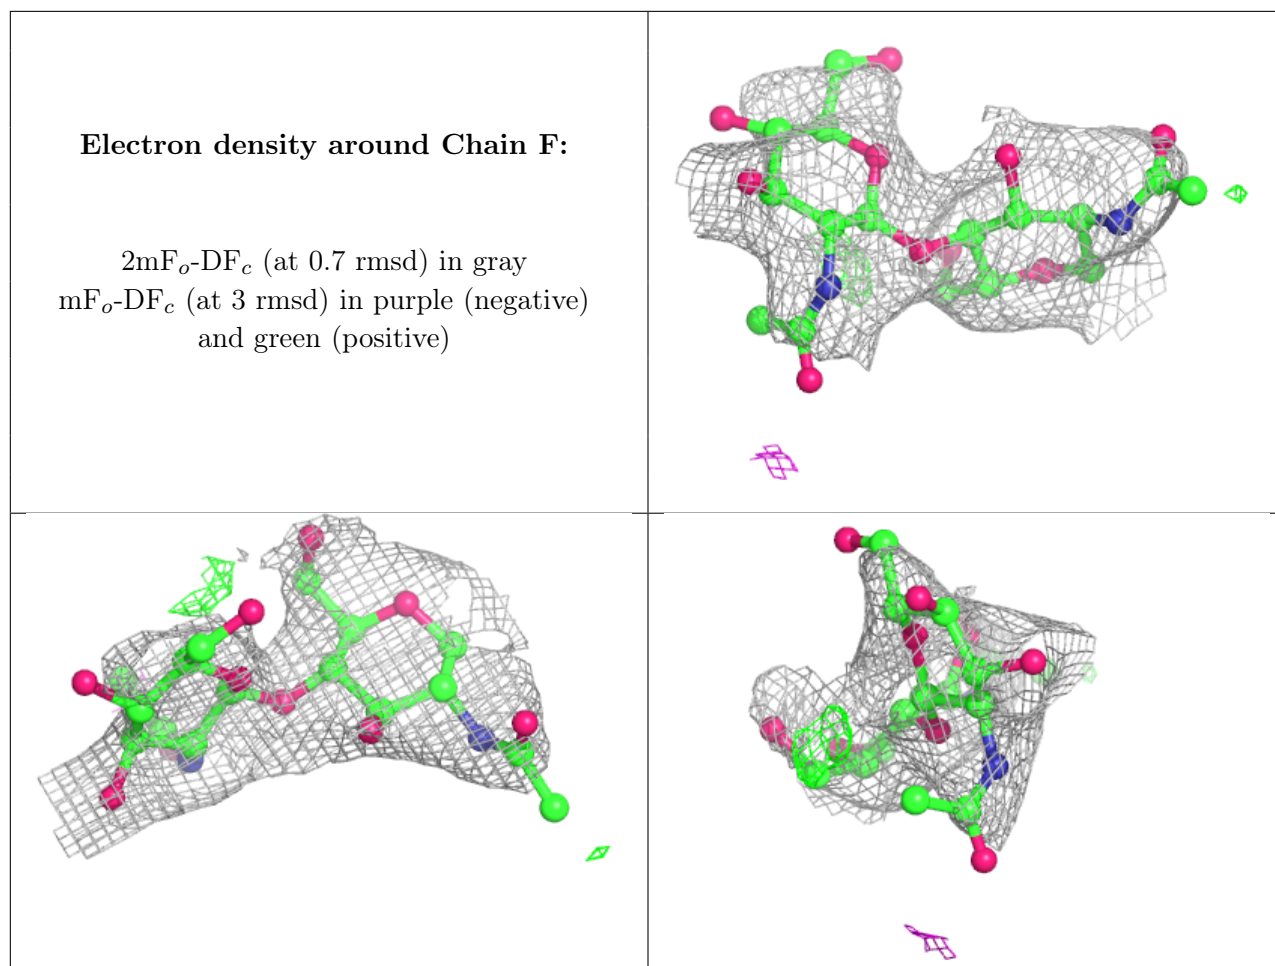 Electron density around Chain F:
2mFo-DFc (at 0.7 rmsd) in gray
mFo-DFc (at 3 rmsd) in purple (negative)
and green (positive)